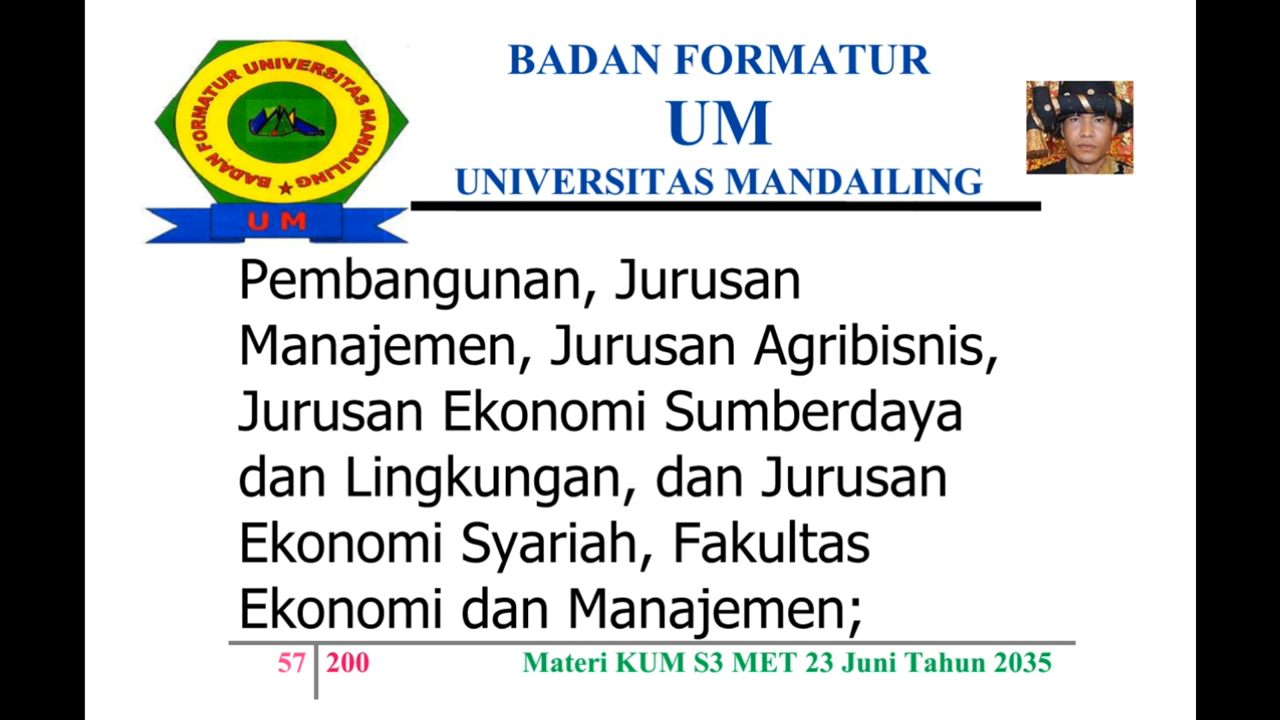 BADAN FORMATUR UNIVERSITAS MANDAILING
U M
BADAN FORMATUR
UM
UNIVERSITAS MANDAILING
Pembangunan, Jurusan
Manajemen, Jurusan Agribisnis,
Jurusan Ekonomi Sumberdaya
dan Lingkungan, dan Jurusan
Ekonomi Syariah, Fakultas
Ekonomi dan Manajemen;
57 200 Materi KUM S3 MET 23 Juni Tahun 2035